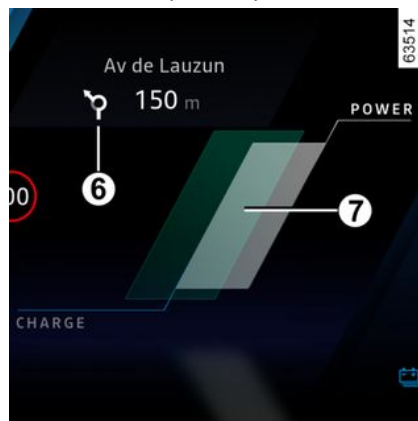 63514
Av de Lauzun
150 m
POWER
6
00
7
CHARGE